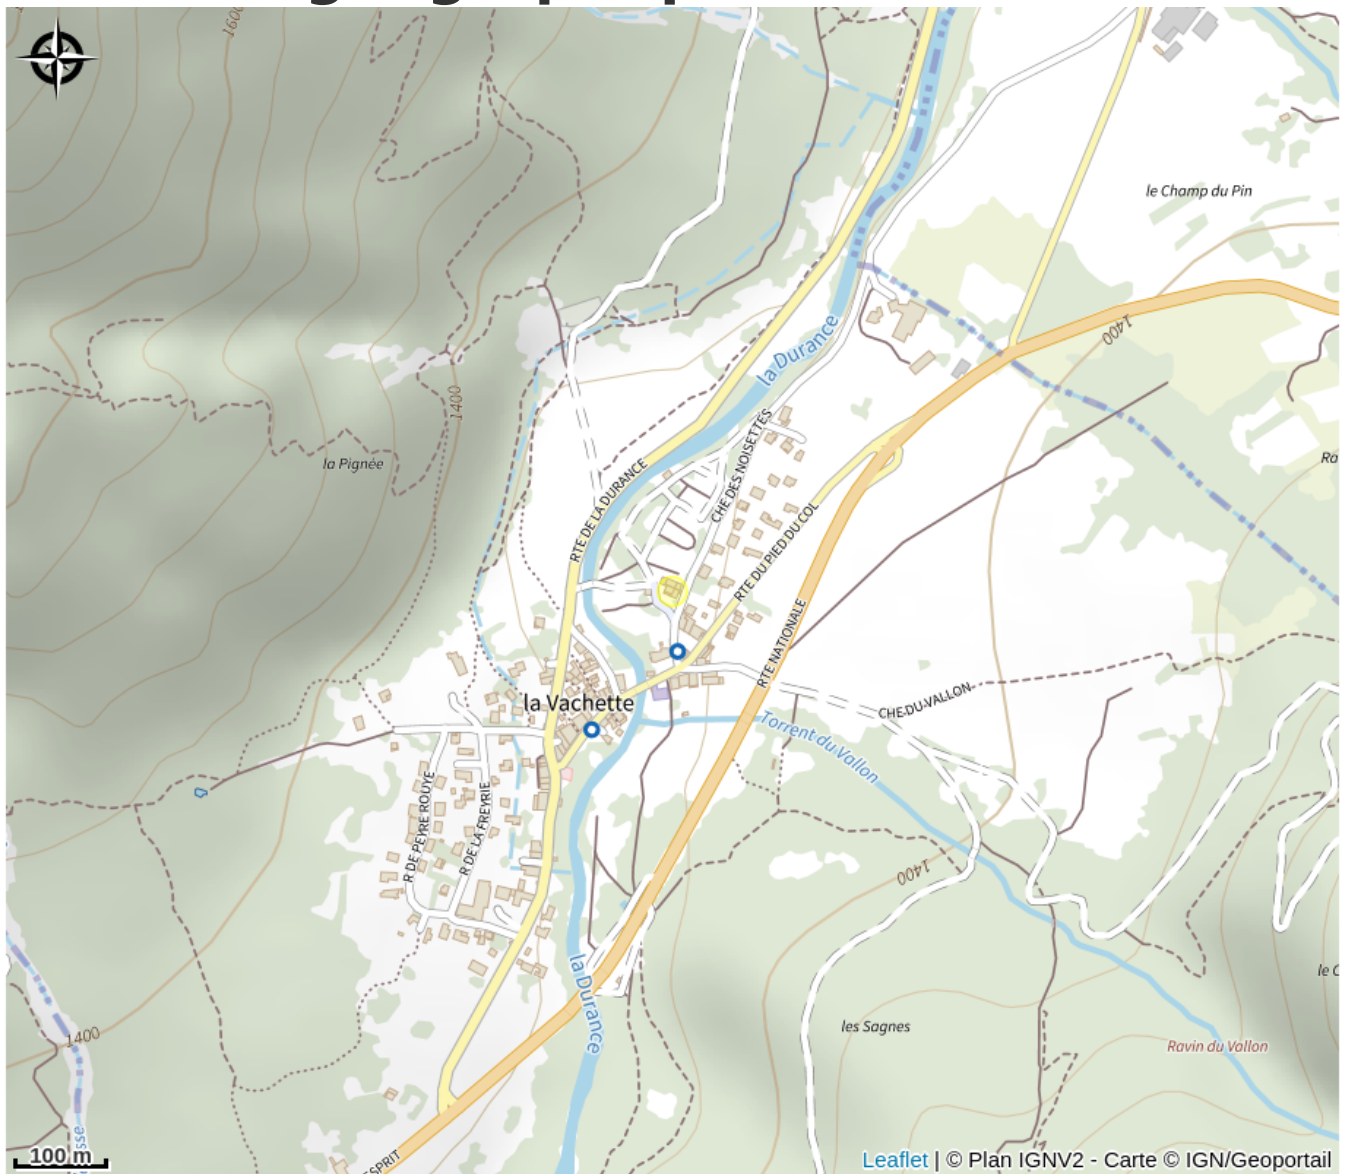 1600
le Champ du Pin
la Durance
1400
1400
CHE DES NOISETTES
la Pignée
RTE DE LA DURANCE
RTE DU PIED DU COL
RTE NATIONALE
CHE DU VALLON
la Vachette
Torrent du Vallon
R DE PEYRE ROUYE
R DE LA FREYRIE
1400
la Durance
les Sagnes
1400
Ravin du Vallon
100 m
ESPRIT
Leaflet | © Plan IGNV2 - Carte © IGN/Geoportail